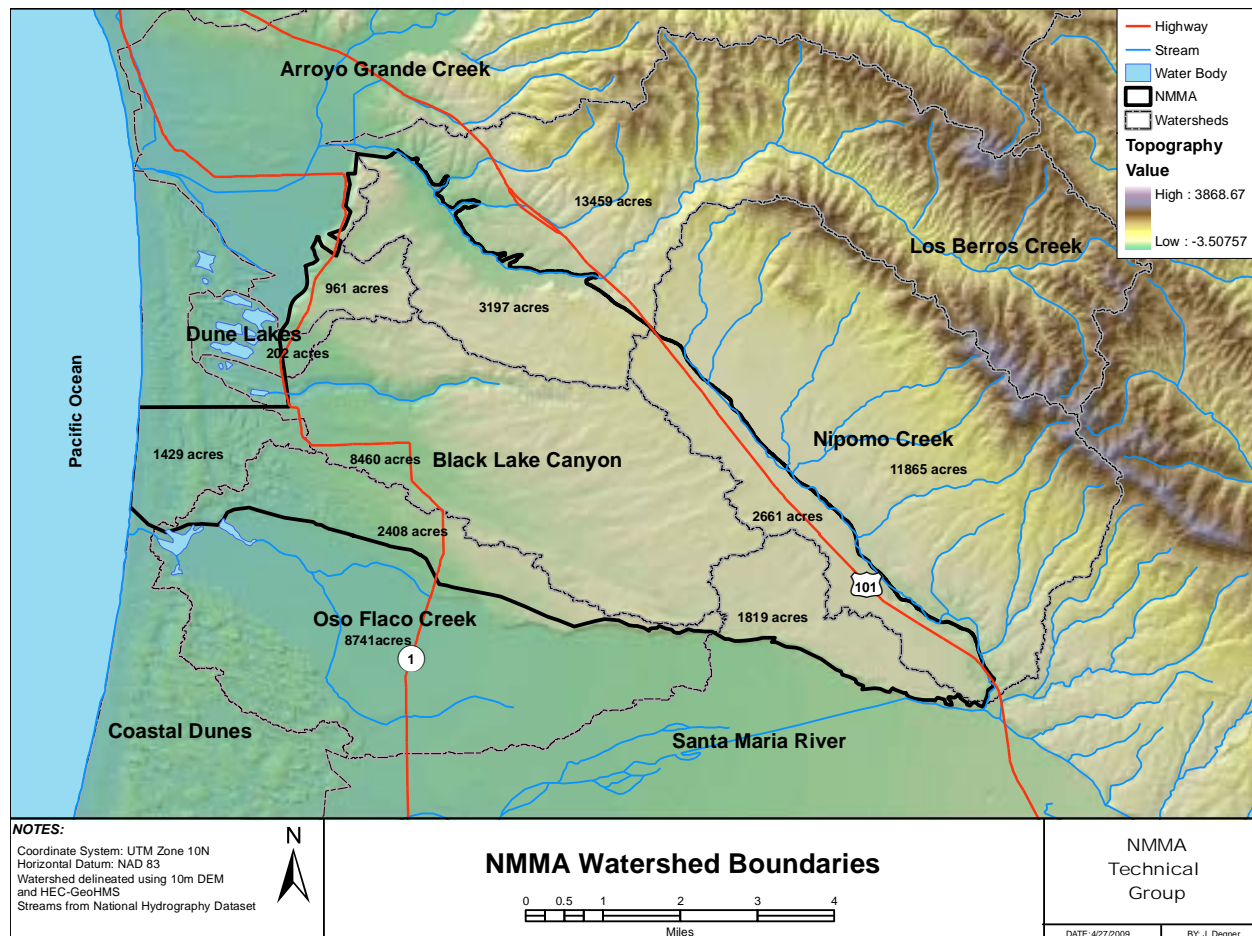 Arroyo Grande Creek
13459 acres
Los Berros Creek
961 acres
3197 acres
Dune Lakes
202 acres
Pacific Ocean
1429 acres
8460 acres
Black Lake Canyon
Nipomo Creek
11865 acres
2408 acres
2661 acres
101
1819 acres
Oso Flaco Creek
8741acres
1
Coastal Dunes
Santa Maria River
Highway
Stream
Water Body
NMMA
Watersheds
Topography
Value
High : 3868.67
Low : -3.50757
NOTES:
Coordinate System: UTM Zone 10N
Horizontal Datum: NAD 83
Watershed delineated using 10m DEM
and HEC-GeoHMS
Streams from National Hydrography Dataset
N
NMMA Watershed Boundaries
0 0.5 1 2 3 4
Miles
NMMA
Technical
Group
DATE:4/27/2009
BY: J. Degner